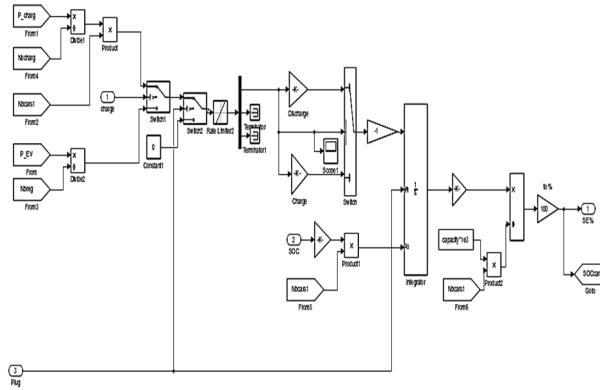 P_charg
From1
Nbcharg
From4
Divide1
Product
Nbcars1
From2
1
charge
Switch1
Switch2
Rate Limiter2
P_EV
From
Nbreg
From3
Divide2
0
Constant1
Terminator
Terminator1
-K-
Discharge
-K-
Charge
Scope1
Switch
-1
2
SOC
-K-
Product1
Nbcars1
From5
Integrator
-K-
capacity*1e3
Product2
Nbcars1
From6
to %
100
1
SE%
SOCcar
Goto
3
Plug